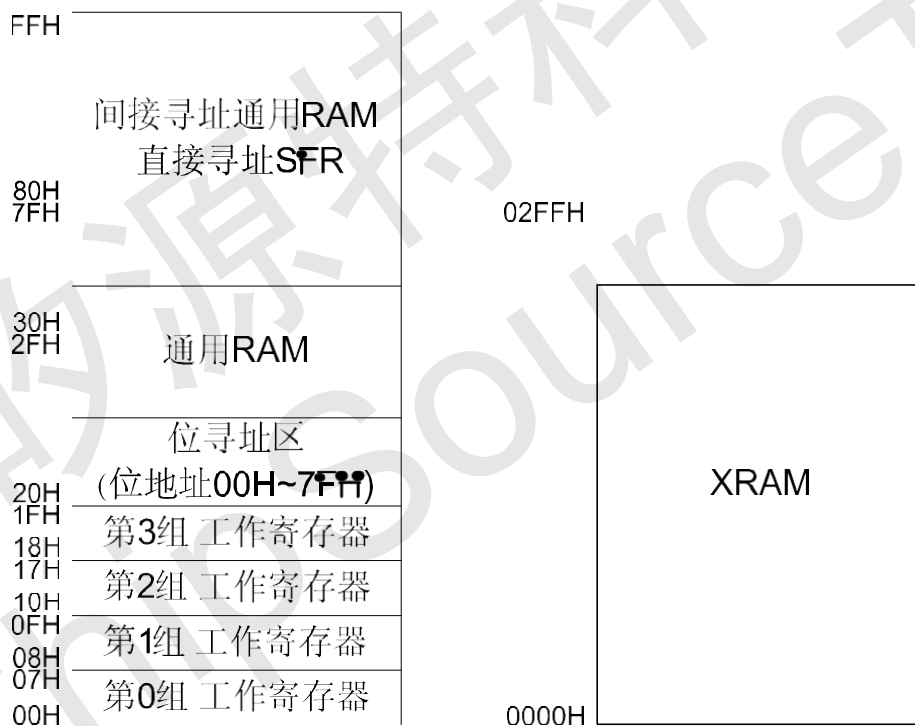 FFH
间接寻址通用RAM
直接寻址SFR
80H
7FH
02FFH
30H
2FH
通用RAM
位寻址区
(位地址00H~7FH)
XRAM
20H
1FH
第3组 工作寄存器
18H
17H
第2组 工作寄存器
10H
0FH
第1组 工作寄存器
08H
07H
第0组 工作寄存器
00H
0000H
源特科
hipSource